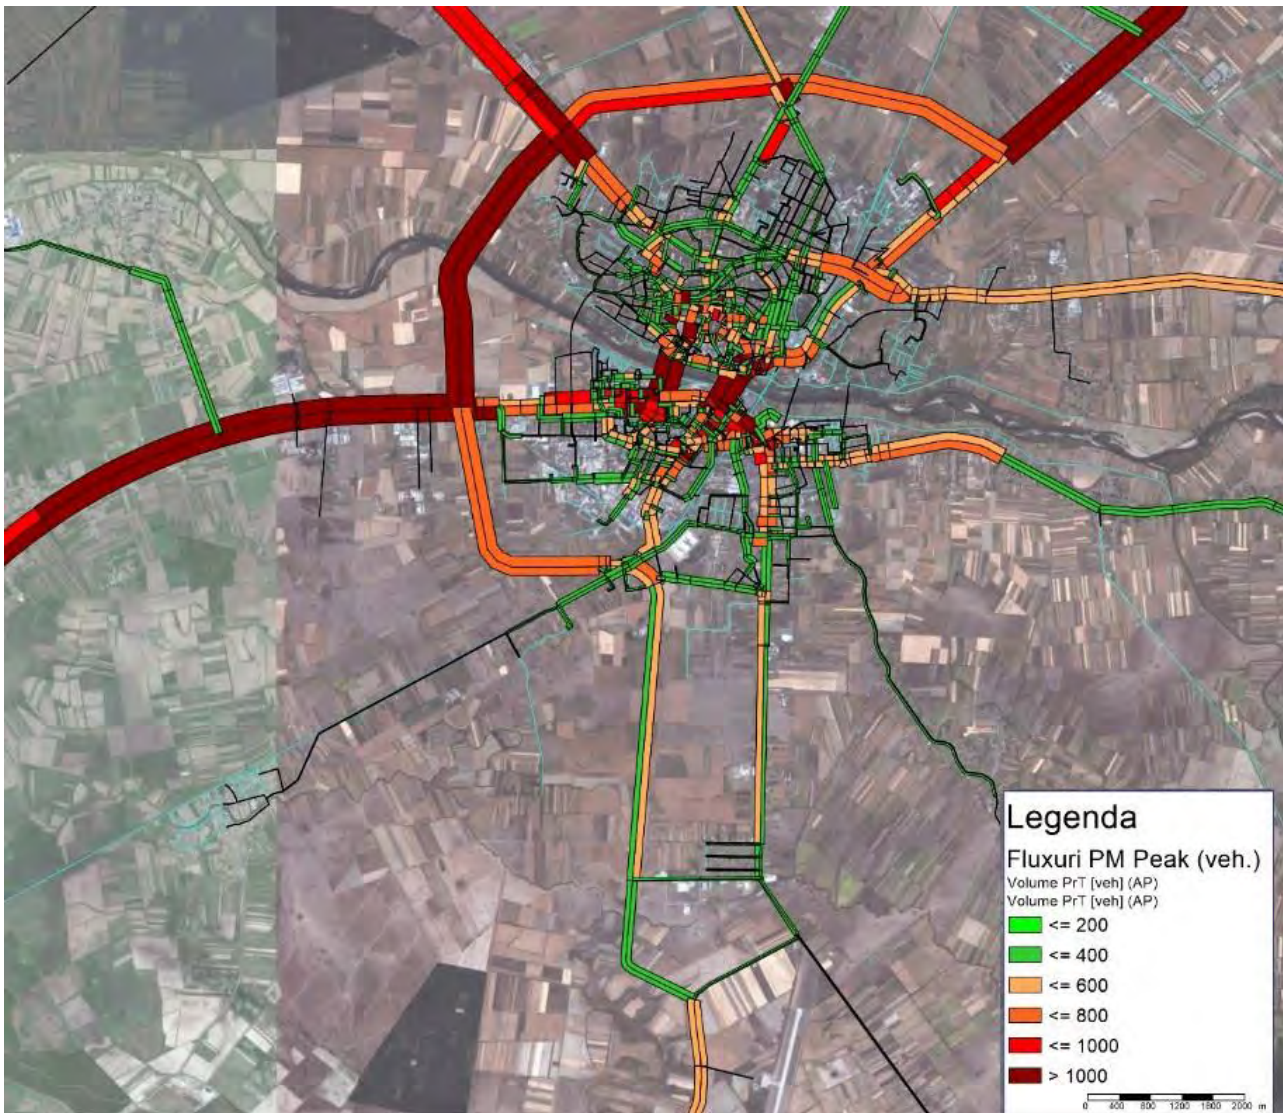 Legenda
Fluxuri PM Peak (veh.)
Volume PrT [veh] (AP)
Volume PrT [veh] (AP)
<= 200
<= 400
<= 600
<= 800
<= 1000
> 1000
0 400 800 1200 1600 2000 m